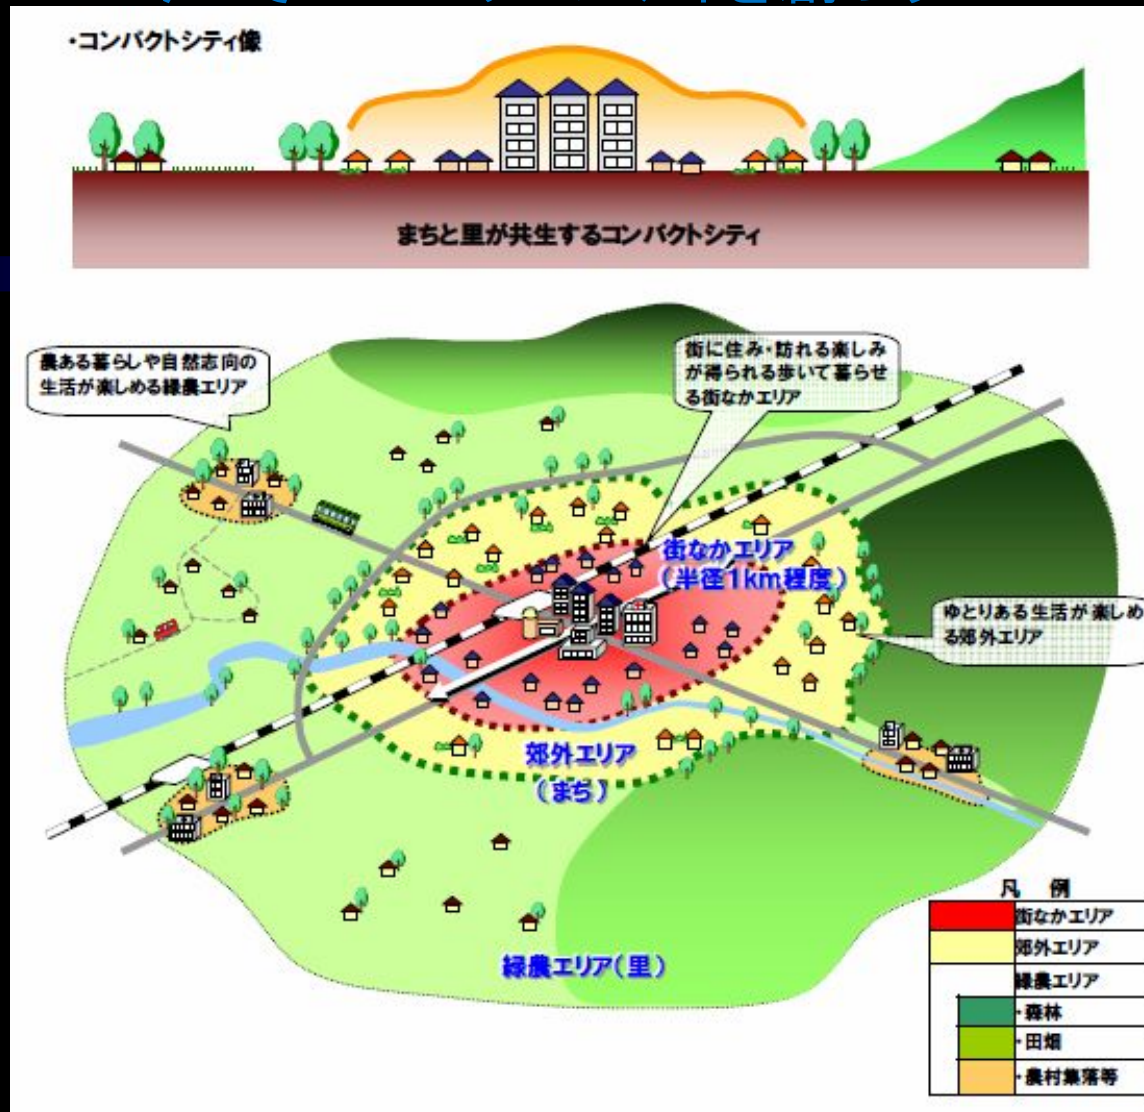 ・コンパクトシティ像
まちと里が共生するコンパクトシティ
農ある暮らしや自然志向の
生活が楽しめる緑農エリア
街に住み・訪れる楽しみ
が得られる歩いて暮らせ
る街なかエリア
街なかエリア
(半径1km程度)
ゆとりある生活が楽しめ
る郊外エリア
郊外エリア
(まち)
緑農エリア(里)
凡 例
街なかエリア
郊外エリア
緑農エリア
・森林
・田畑
・農村集落等